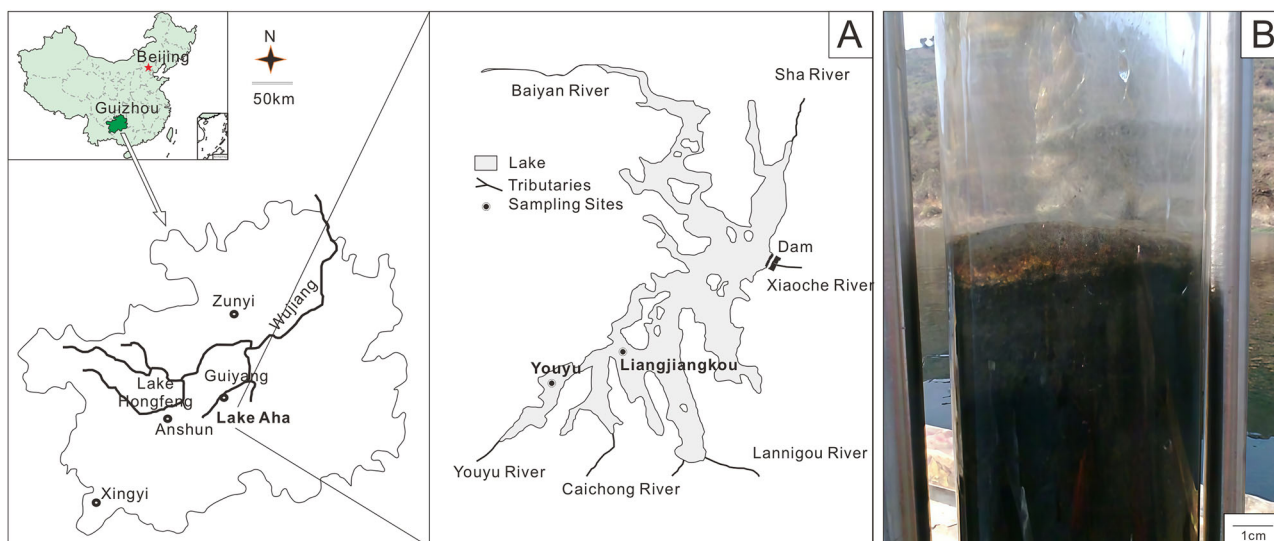 Beijing
Guizhou
N
50km
Zunyi
Wujiang
Guiyang
Lake
Hongfeng
Lake Aha
Anshun
Xingyi
A
Sha River
Baiyan River
Lake
Tributaries
Sampling Sites
Dam
Xiaoche River
Youyu
Liangjiangkou
Lannigou River
Youyu River
Caichong River
B
1cm